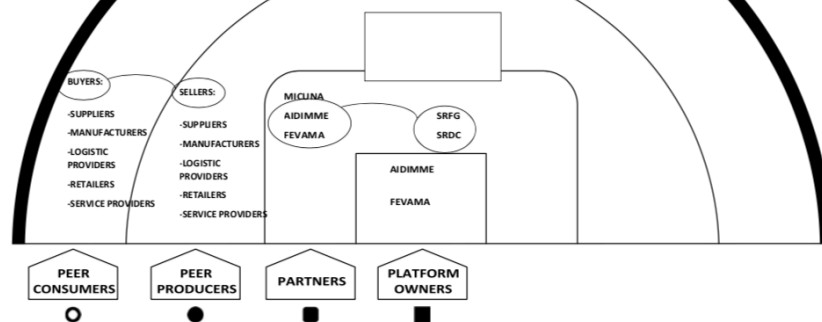 BUYERS:
-SUPPLIERS
-MANUFACTURERS
-LOGISTIC
PROVIDERS
-RETAILERS
-SERVICE PROVIDERS
SELLERS:
-SUPPLIERS
-MANUFACTURERS
-LOGISTIC
PROVIDERS
-RETAILERS
-SERVICE PROVIDERS
MICUNA
AIDIMME
FEVAMA
SRFG
SRDC
AIDIMME
FEVAMA
PEER
CONSUMERS
PEER
PRODUCERS
PARTNERS
PLATFORM
OWNERS